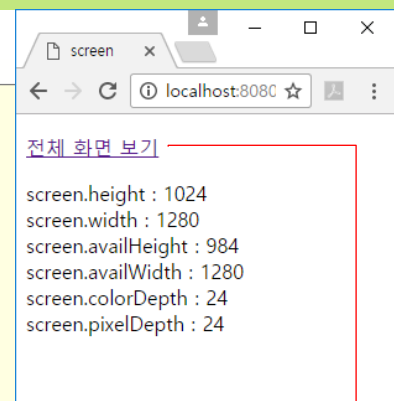 screen
localhost:8080
전체 화면 보기
screen.height : 1024
screen.width : 1280
screen.availHeight : 984
screen.availWidth : 1280
screen.colorDepth : 24
screen.pixelDepth : 24